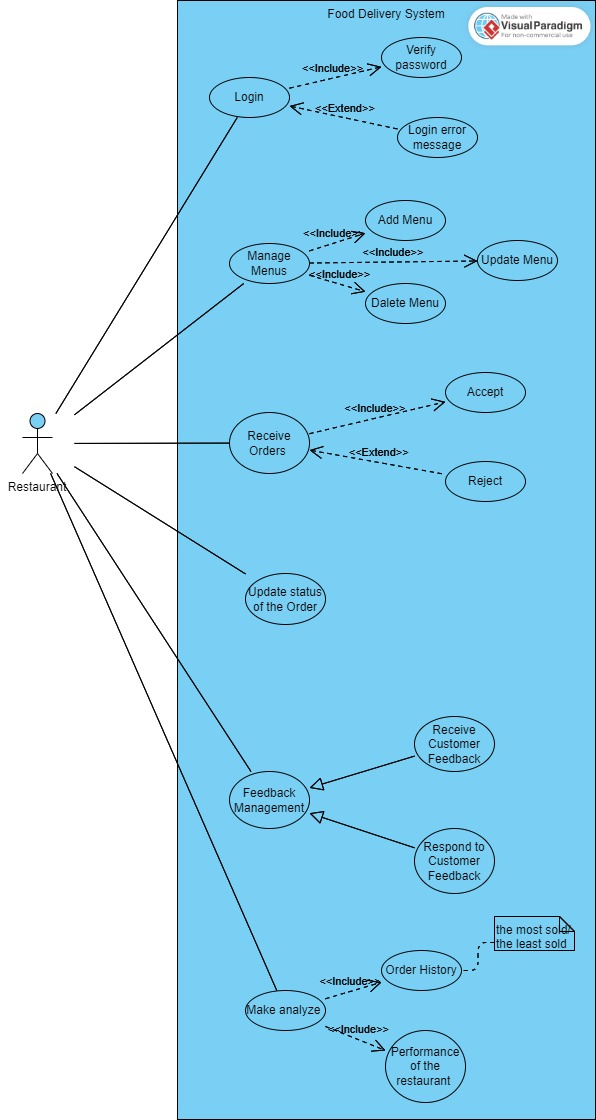 Food Delivery System
Made with
VisualParadigm
For non-commercial use
Verify
password
<<Include>>
Login
<<Extend>>
Login error
message
Add Menu
<<Include>>
Manage
Menus
<<Include>>
Update Menu
<<Include>>
Dalete Menu
Accept
<<Include>>
Receive
Orders
<<Extend>>
Reject
Restaurant
Update status
of the Order
Receive
Customer
Feedback
Feedback
Management
Respond to
Customer
Feedback
the most sold/
the least sold
Order History
<<Include>>
Make analyze
<<Include>>
Performance
of the
restaurant